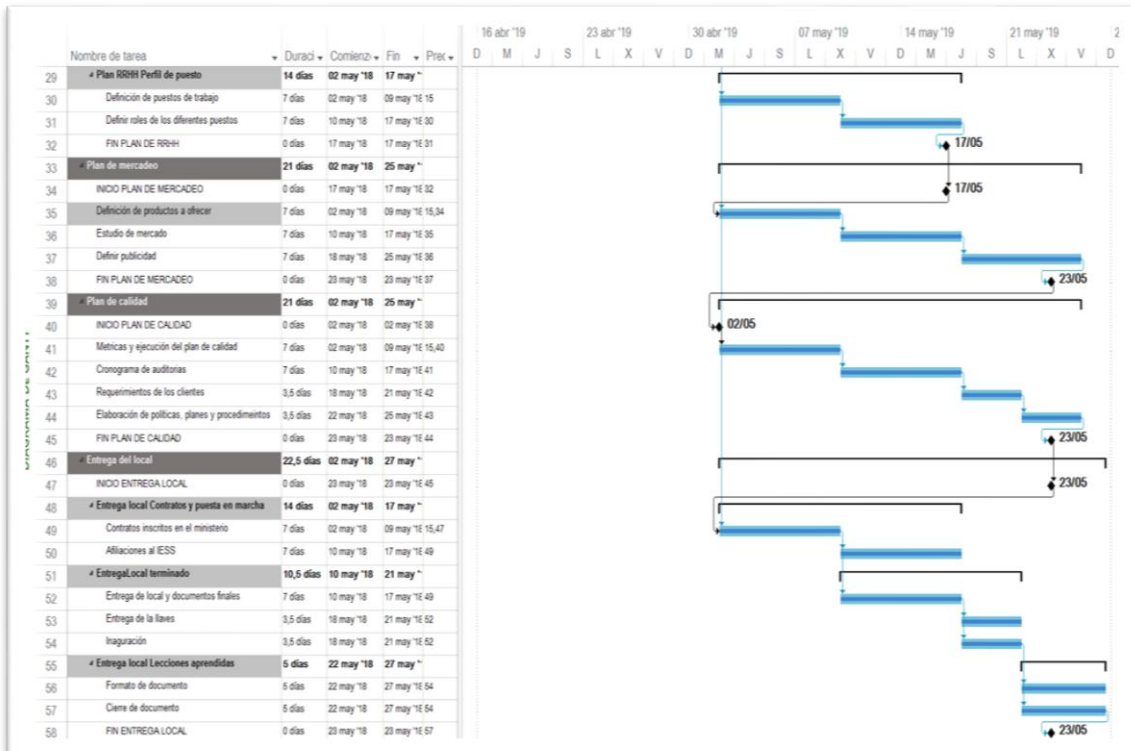 16 abr '19 23 abr '19 30 abr '19 07 may '19 14 may '19 21 may '19 2
Nombre de tarea Duraci Comienzo Fin Prec D M J S L X V D M J S L X V D M J S L X V D
29 Plan RRHH Perfil de puesto 14 días 02 may '18 17 may '
30 Definición de puestos de trabajo 7 días 02 may '18 09 may '18 15
31 Definir roles de los diferentes puestos 7 días 10 may '18 17 may '18 30
32 FIN PLAN DE RRHH 0 días 17 may '18 17 may '18 31 17/05
33 Plan de mercadeo 21 días 02 may '18 25 may '
34 INICIO PLAN DE MERCADEO 0 días 17 may '18 17 may '18 32 17/05
35 Definición de productos a ofrecer 7 días 02 may '18 09 may '18 15,34
36 Estudio de mercado 7 días 10 may '18 17 may '18 35
37 Definir publicidad 7 días 18 may '18 25 may '18 36
38 FIN PLAN DE MERCADEO 0 días 23 may '18 23 may '18 37 23/05
39 Plan de calidad 21 días 02 may '18 25 may '
40 INICIO PLAN DE CALIDAD 0 días 02 may '18 02 may '18 38 02/05
41 Metricas y ejecución del plan de calidad 7 días 02 may '18 09 may '18 15,40
42 Cronograma de auditorias 7 días 10 may '18 17 may '18 41
43 Requerimientos de los clientes 3,5 días 18 may '18 21 may '18 42
44 Elaboración de políticas, planes y procedimeintos 3,5 días 22 may '18 25 may '18 43
45 FIN PLAN DE CALIDAD 0 días 23 may '18 23 may '18 44 23/05
46 Entrega del local 22,5 días 02 may '18 27 may '
47 INICIO ENTREGA LOCAL 0 días 23 may '18 23 may '18 45 23/05
48 Entrega local Contratos y puesta en marcha 14 días 02 may '18 17 may '
49 Contratos inscritos en el ministerio 7 días 02 may '18 09 may '18 15,47
50 Afiliaciones al IESS 7 días 10 may '18 17 may '18 49
51 EntregaLocal terminado 10,5 días 10 may '18 21 may '
52 Entrega de local y documentos finales 7 días 10 may '18 17 may '18 49
53 Entrega de la llaves 3,5 días 18 may '18 21 may '18 52
54 Inaguración 3,5 días 18 may '18 21 may '18 52
55 Entrega local Lecciones aprendidas 5 días 22 may '18 27 may '
56 Formato de documento 5 días 22 may '18 27 may '18 54
57 Cierre de documento 5 días 22 may '18 27 may '18 54
58 FIN ENTREGA LOCAL 0 días 23 may '18 23 may '18 57 23/05